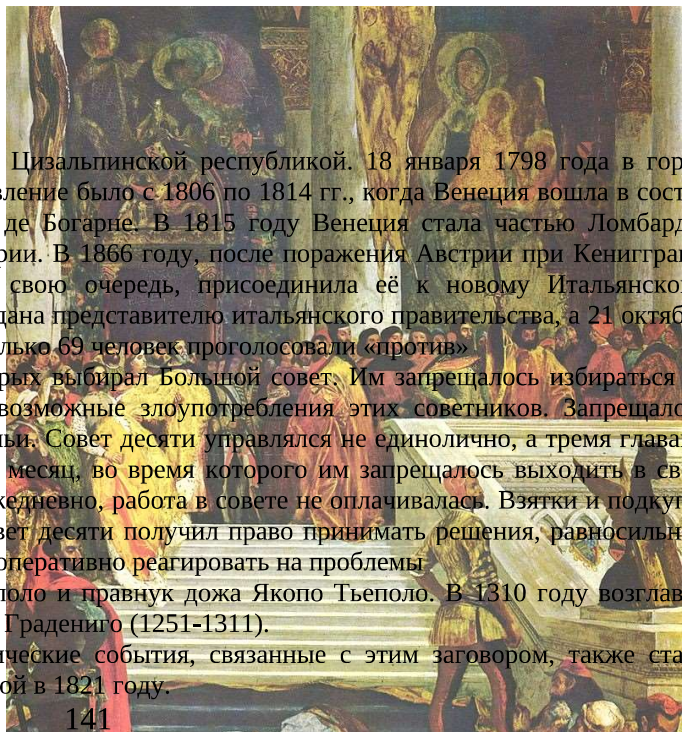 Цизальпинской республикой. 18 января 1798 года в гор
вление было с 1806 по 1814 гг., когда Венеция вошла в сост
де Богарне. В 1815 году Венеция стала частью Ломбард
рии. В 1866 году, после поражения Австрии при Кениггра
свою очередь, присоединила её к новому Итальянско
дана представителю итальянского правительства, а 21 октяб
лько 69 человек проголосовали «против»
рых выбирал Большой совет. Им запрещалось избираться
возможные злоупотребления этих советников. Запрещало
ьи. Совет десяти управлялся не единолично, а тремя глава
месяц, во время которого им запрещалось выходить в св
жедневно, работа в совете не оплачивалась. Взятки и подку
вет десяти получил право принимать решения, равносильн
оперативно реагировать на проблемы
поло и правнук дожа Якопо Тьеполо. В 1310 году возглав
Градениго (1251-1311).
ические события, связанные с этим заговором, также ста
ой в 1821 году.
141